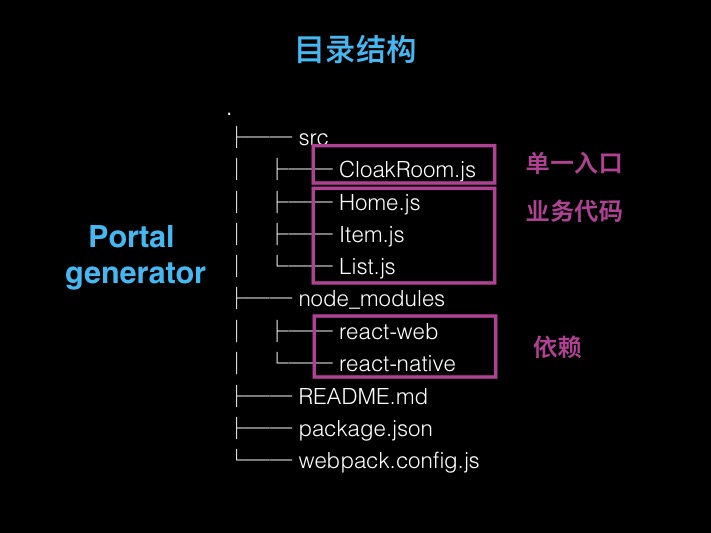 目录结构
.
├── src
│ ├── CloakRoom.js
单一入口
│ ├── Home.js
业务代码
│ ├── Item.js
│ └── List.js
Portal
generator
├── node_modules
│ ├── react-web
│ └── react-native
依赖
├── README.md
├── package.json
└── webpack.config.js